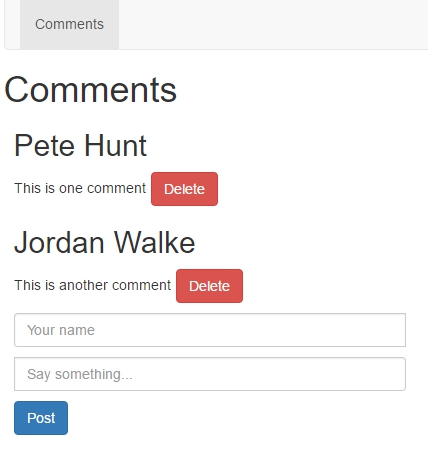 Comments
Comments
Pete Hunt
This is one comment Delete
Jordan Walke
This is another comment Delete
Your name
Say something...
Post